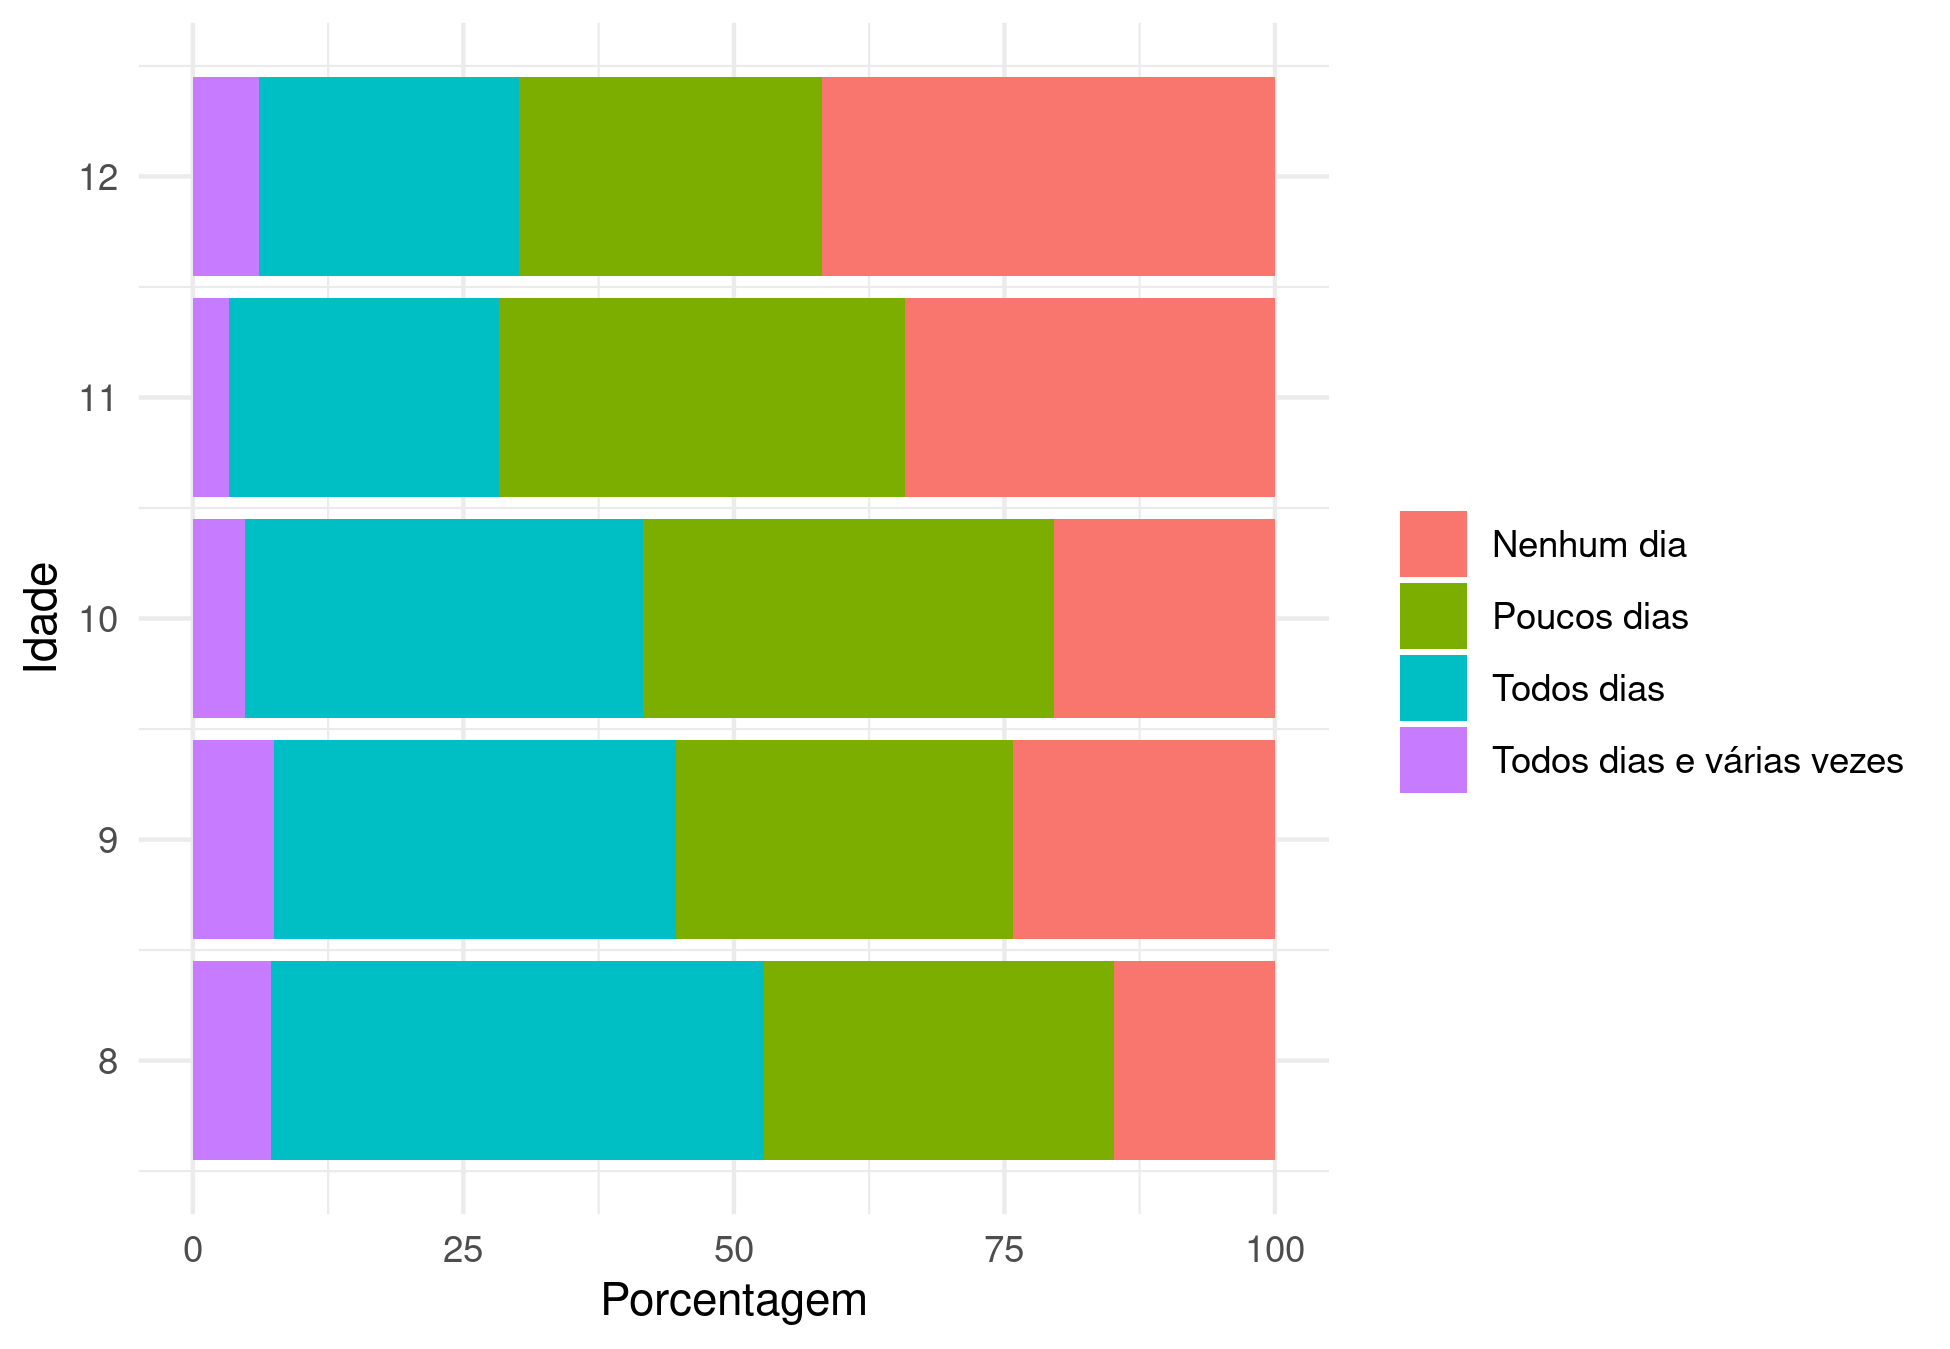 12
11
10
9
8
Idade
0 25 50 75 100
Porcentagem
Nenhum dia
Poucos dias
Todos dias
Todos dias e várias vezes